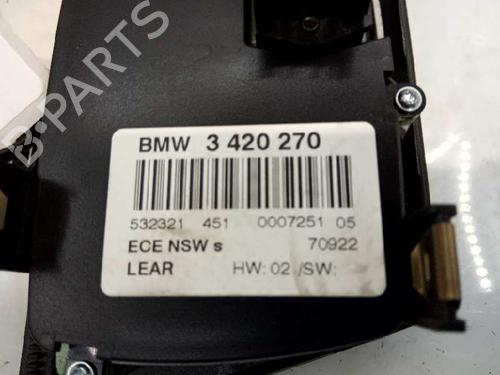 BMW 3 420 270
532321 451 0007251 05
ECE NSW s 70922
LEAR HW: 02 /SW:
B-PARTS